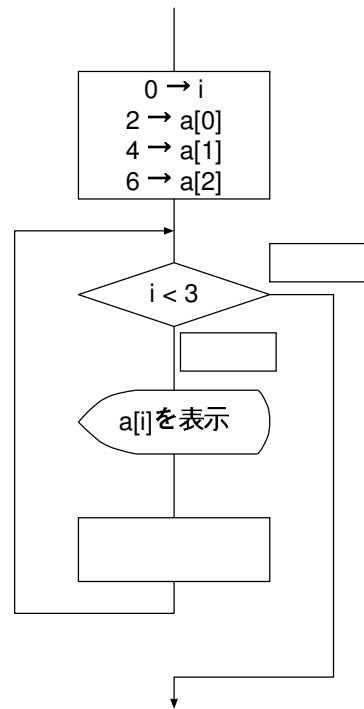 0 → i
2 → a[0]
4 → a[1]
6 → a[2]
i < 3
a[i]を表示